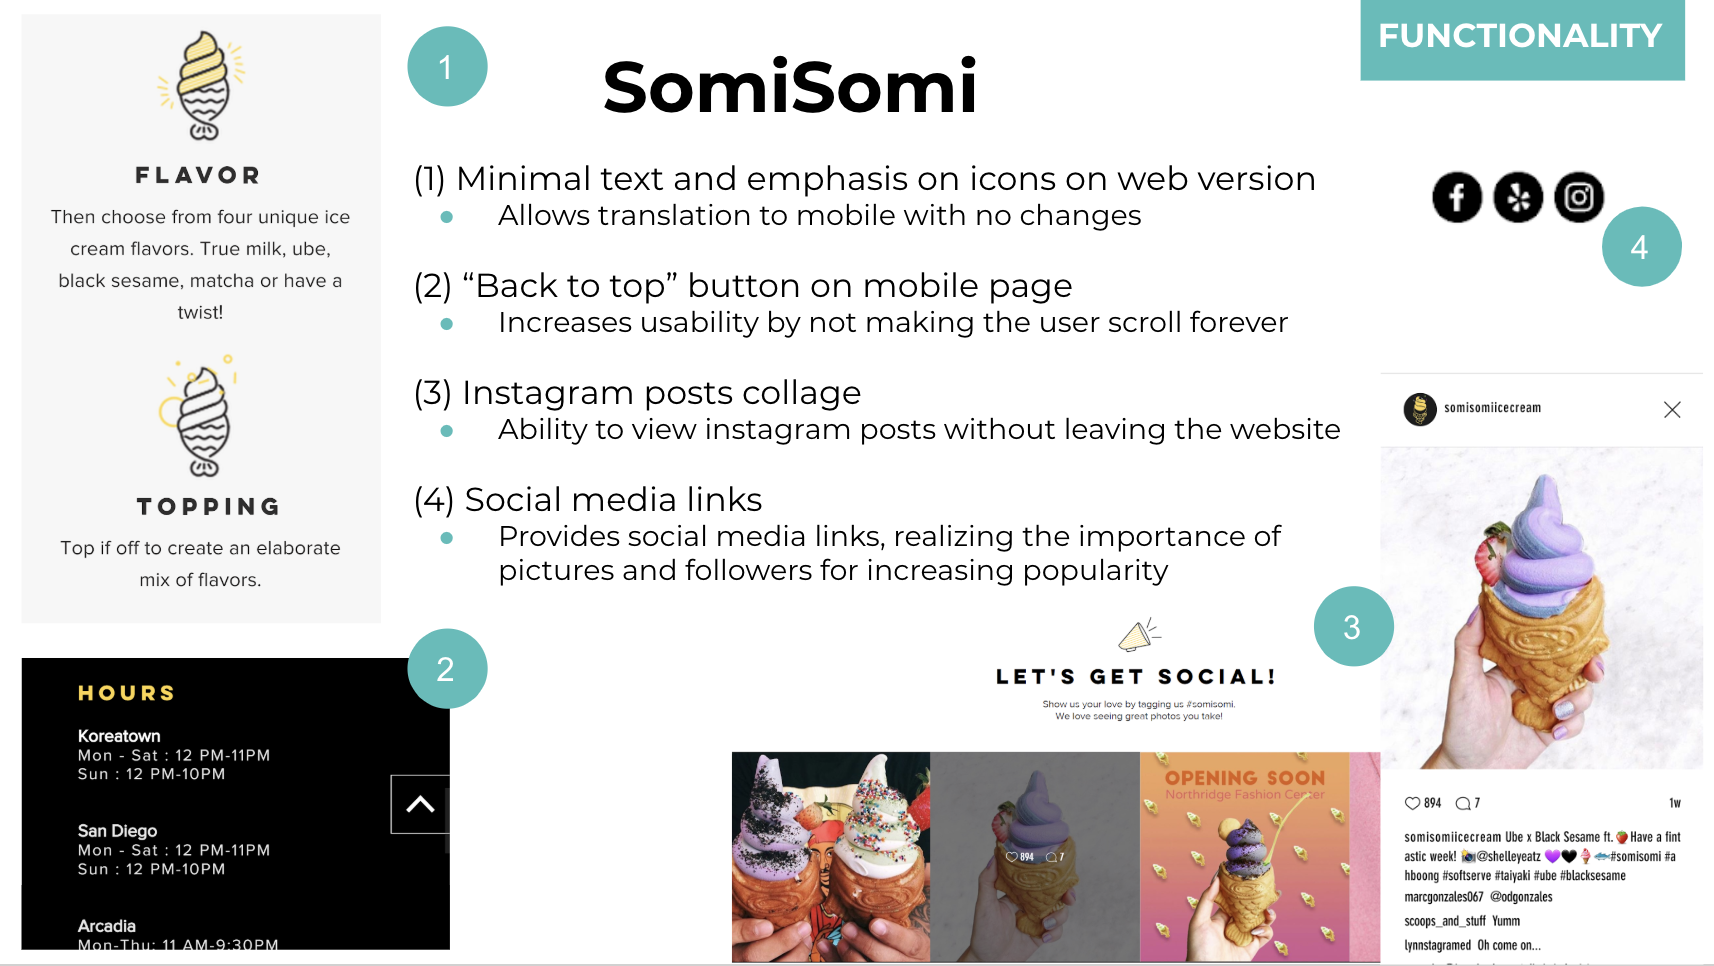 FUNCTIONALITY
SomiSomi
1
FLAVOR
Then choose from four unique ice
cream flavors. True milk, ube,
black sesame, matcha or have a
twist!
TOPPING
Top if off to create an elaborate
mix of flavors.
(1) Minimal text and emphasis on icons on web version
● Allows translation to mobile with no changes
(2) “Back to top” button on mobile page
● Increases usability by not making the user scroll forever
(3) Instagram posts collage
● Ability to view instagram posts without leaving the website
(4) Social media links
● Provides social media links, realizing the importance of
pictures and followers for increasing popularity
4
2
HOURS
Koreatown
Mon - Sat : 12 PM-11PM
Sun : 12 PM-10PM
San Diego
Mon - Sat : 12 PM-11PM
Sun : 12 PM-10PM
Arcadia
Mon-Thu: 11 AM-9:30PM
3
LET'S GET SOCIAL!
Show us your love by tagging us #somisomi.
We love seeing great photos you take!
894 7
OPENING SOON
Northridge Fashion Center
somisomiicecream
894 7 1w
somisomiicecream Ube x Black Sesame ft. 🍓Have a fint
astic week! 📸@shelleyeatz 💜🖤🍦🐟#somisomi #a
hboong #softserve #taiyaki #ube #blacksesame
marcgonzales067 @odgonzales
scoops_and_stuff Yumm
lynnstagramed Oh come on...